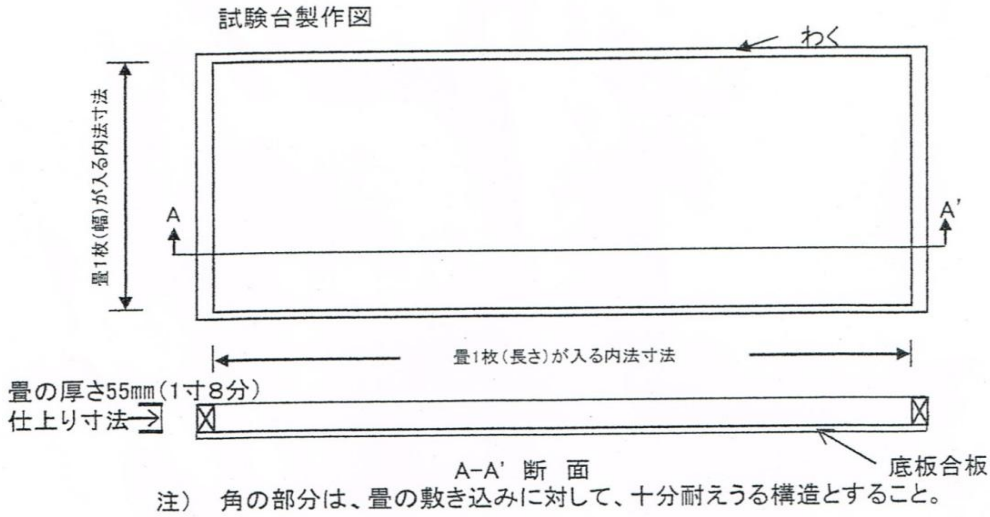 試験台製作図
わく
畳1枚(幅)が入る内法寸法
A
A'
畳1枚(長さ)が入る内法寸法
畳の厚さ55mm(1寸8分)
仕上り寸法
底板合板
A-A' 断 面
注) 角の部分は、畳の敷き込みに対して、十分耐えうる構造とすること。